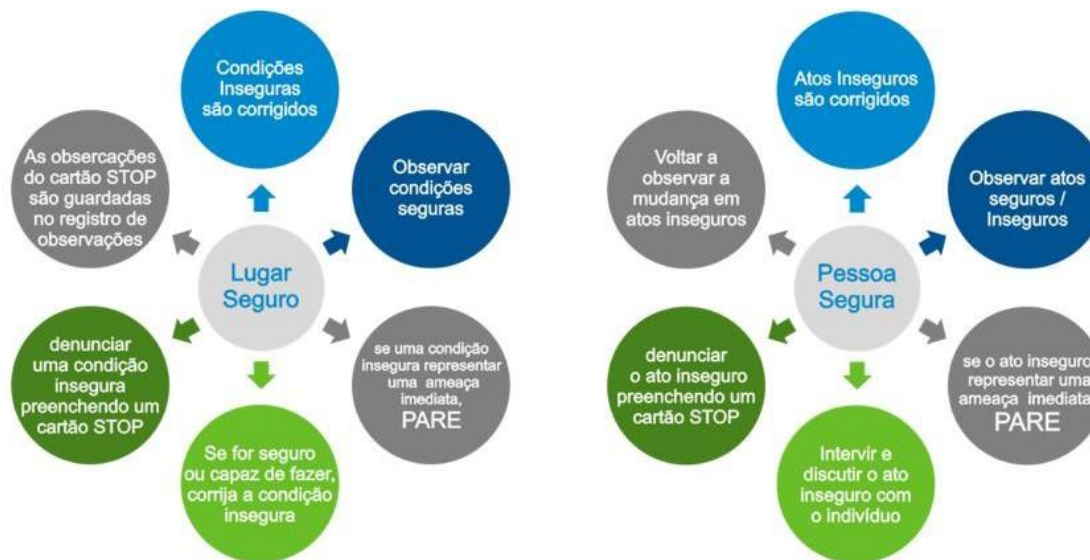 Condições
Inseguras
são corrigidos
Observar
condições
seguras
se uma condição
insegura representar
uma ameaça
imediata,
PARE
Se for seguro
ou capaz de fazer,
corrija a condição
insegura
denunciar
uma condição
insegura
preenchendo um
cartão STOP
As obsercações
do cartão STOP
são guardadas
no registro de
observações
Lugar
Seguro
Atos Inseguros
são corrigidos
Observar atos
seguros /
Inseguros
se o ato inseguro
representar uma
ameaça imediata
PARE
Intervir e
discutir o ato
inseguro com
o indivíduo
denunciar
o ato inseguro
preenchendo um
cartão STOP
Voltar a
observar a
mudança em
atos inseguros
Pessoa
Segura